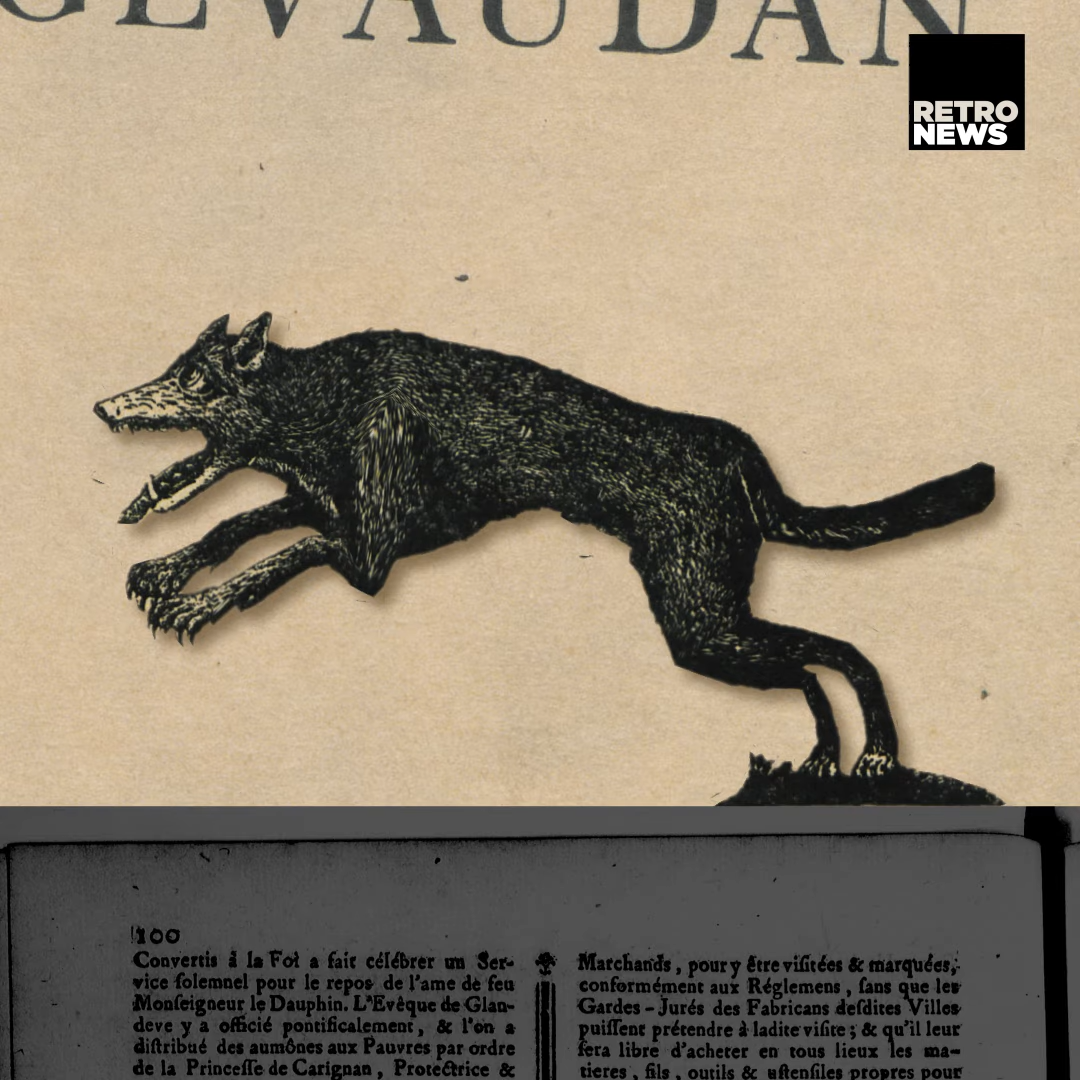 GÉVAUDAN
RETRO
NEWS
100
Convertis à la Foi a fait célébrer un Ser-
vice solemnel pour le repos de l'ame de feu
Monſeigneur le Dauphin. L'Evêque de Glan-
deve y a officié pontificalement, & l'on a
diſtribué des aumônes aux Pauvres par ordre
de la Princeſſe de Carignan, Protectrice &
Marchands, pour y être viſitées & marquées,
conformément aux Réglemens, ſans que les
Gardes-Jurés des Fabricans deſdites Villes
puiſſent prétendre à ladite viſite; & qu'il leur
ſera libre d'acheter en tous lieux les ma-
tieres, fils, outils & uſtenſiles propres pour